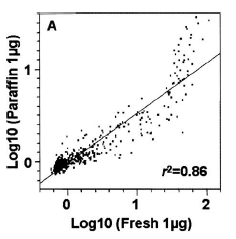 A
Log10 (Paraffin 1µg)
1
0
r²=0.86
0 1 2
Log10 (Fresh 1µg)